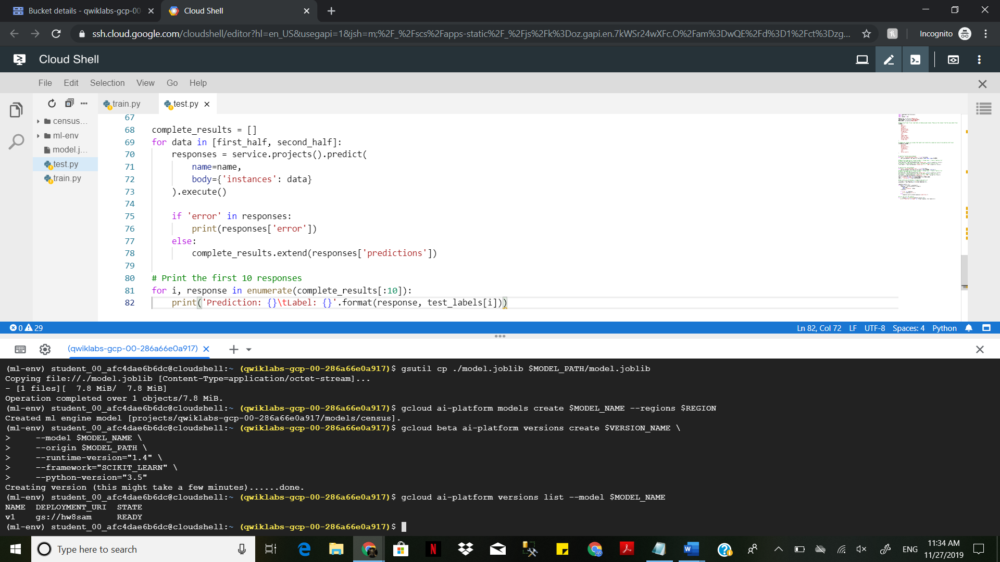 Bucket details - qwiklabs-gcp-00
Cloud Shell
ssh.cloud.google.com/cloudshell/editor?hl=en_US&usegapi=1&jsh=m;%2F_%2Fscs%2Fapps-static%2F_%2Fjs%2Fk%3Doz.gapi.en.7kWSr24wXFc.O%2Fam%3DwQE%2Fd%3D1%2Fct%3Dzg...
Incognito
Cloud Shell
File Edit Selection View Go Help
train.py
test.py
census...
ml-env
model.j...
test.py
train.py
67
68 complete_results = []
69 for data in [first_half, second_half]:
70     responses = service.projects().predict(
71         name=name,
72         body={'instances': data}
73     ).execute()
74
75     if 'error' in responses:
76         print(responses['error'])
77     else:
78         complete_results.extend(responses['predictions'])
79
80 # Print the first 10 responses
81 for i, response in enumerate(complete_results[:10]):
82     print('Prediction: {}\tLabel: {}'.format(response, test_labels[i]))
0 29
Ln 82, Col 72 LF UTF-8 Spaces: 4 Python
(qwiklabs-gcp-00-286a66e0a917)
(ml-env) student_00_afc4dae6b6dc@cloudshell:~ (qwiklabs-gcp-00-286a66e0a917)$ gsutil cp ./model.joblib $MODEL_PATH/model.joblib
Copying file://./model.joblib [Content-Type=application/octet-stream]...
- [1 files][  7.8 MiB/  7.8 MiB]
Operation completed over 1 objects/7.8 MiB.
(ml-env) student_00_afc4dae6b6dc@cloudshell:~ (qwiklabs-gcp-00-286a66e0a917)$ gcloud ai-platform models create $MODEL_NAME --regions $REGION
Created ml engine model [projects/qwiklabs-gcp-00-286a66e0a917/models/census].
(ml-env) student_00_afc4dae6b6dc@cloudshell:~ (qwiklabs-gcp-00-286a66e0a917)$ gcloud beta ai-platform versions create $VERSION_NAME \
>     --model $MODEL_NAME \
>     --origin $MODEL_PATH \
>     --runtime-version="1.4" \
>     --framework="SCIKIT_LEARN" \
>     --python-version="3.5"
Creating version (this might take a few minutes)......done.
(ml-env) student_00_afc4dae6b6dc@cloudshell:~ (qwiklabs-gcp-00-286a66e0a917)$ gcloud ai-platform versions list --model $MODEL_NAME
NAME  DEPLOYMENT_URI  STATE
v1    gs://hw8sam     READY
(ml-env) student_00_afc4dae6b6dc@cloudshell:~ (qwiklabs-gcp-00-286a66e0a917)$
Type here to search
ENG
11:34 AM
11/27/2019